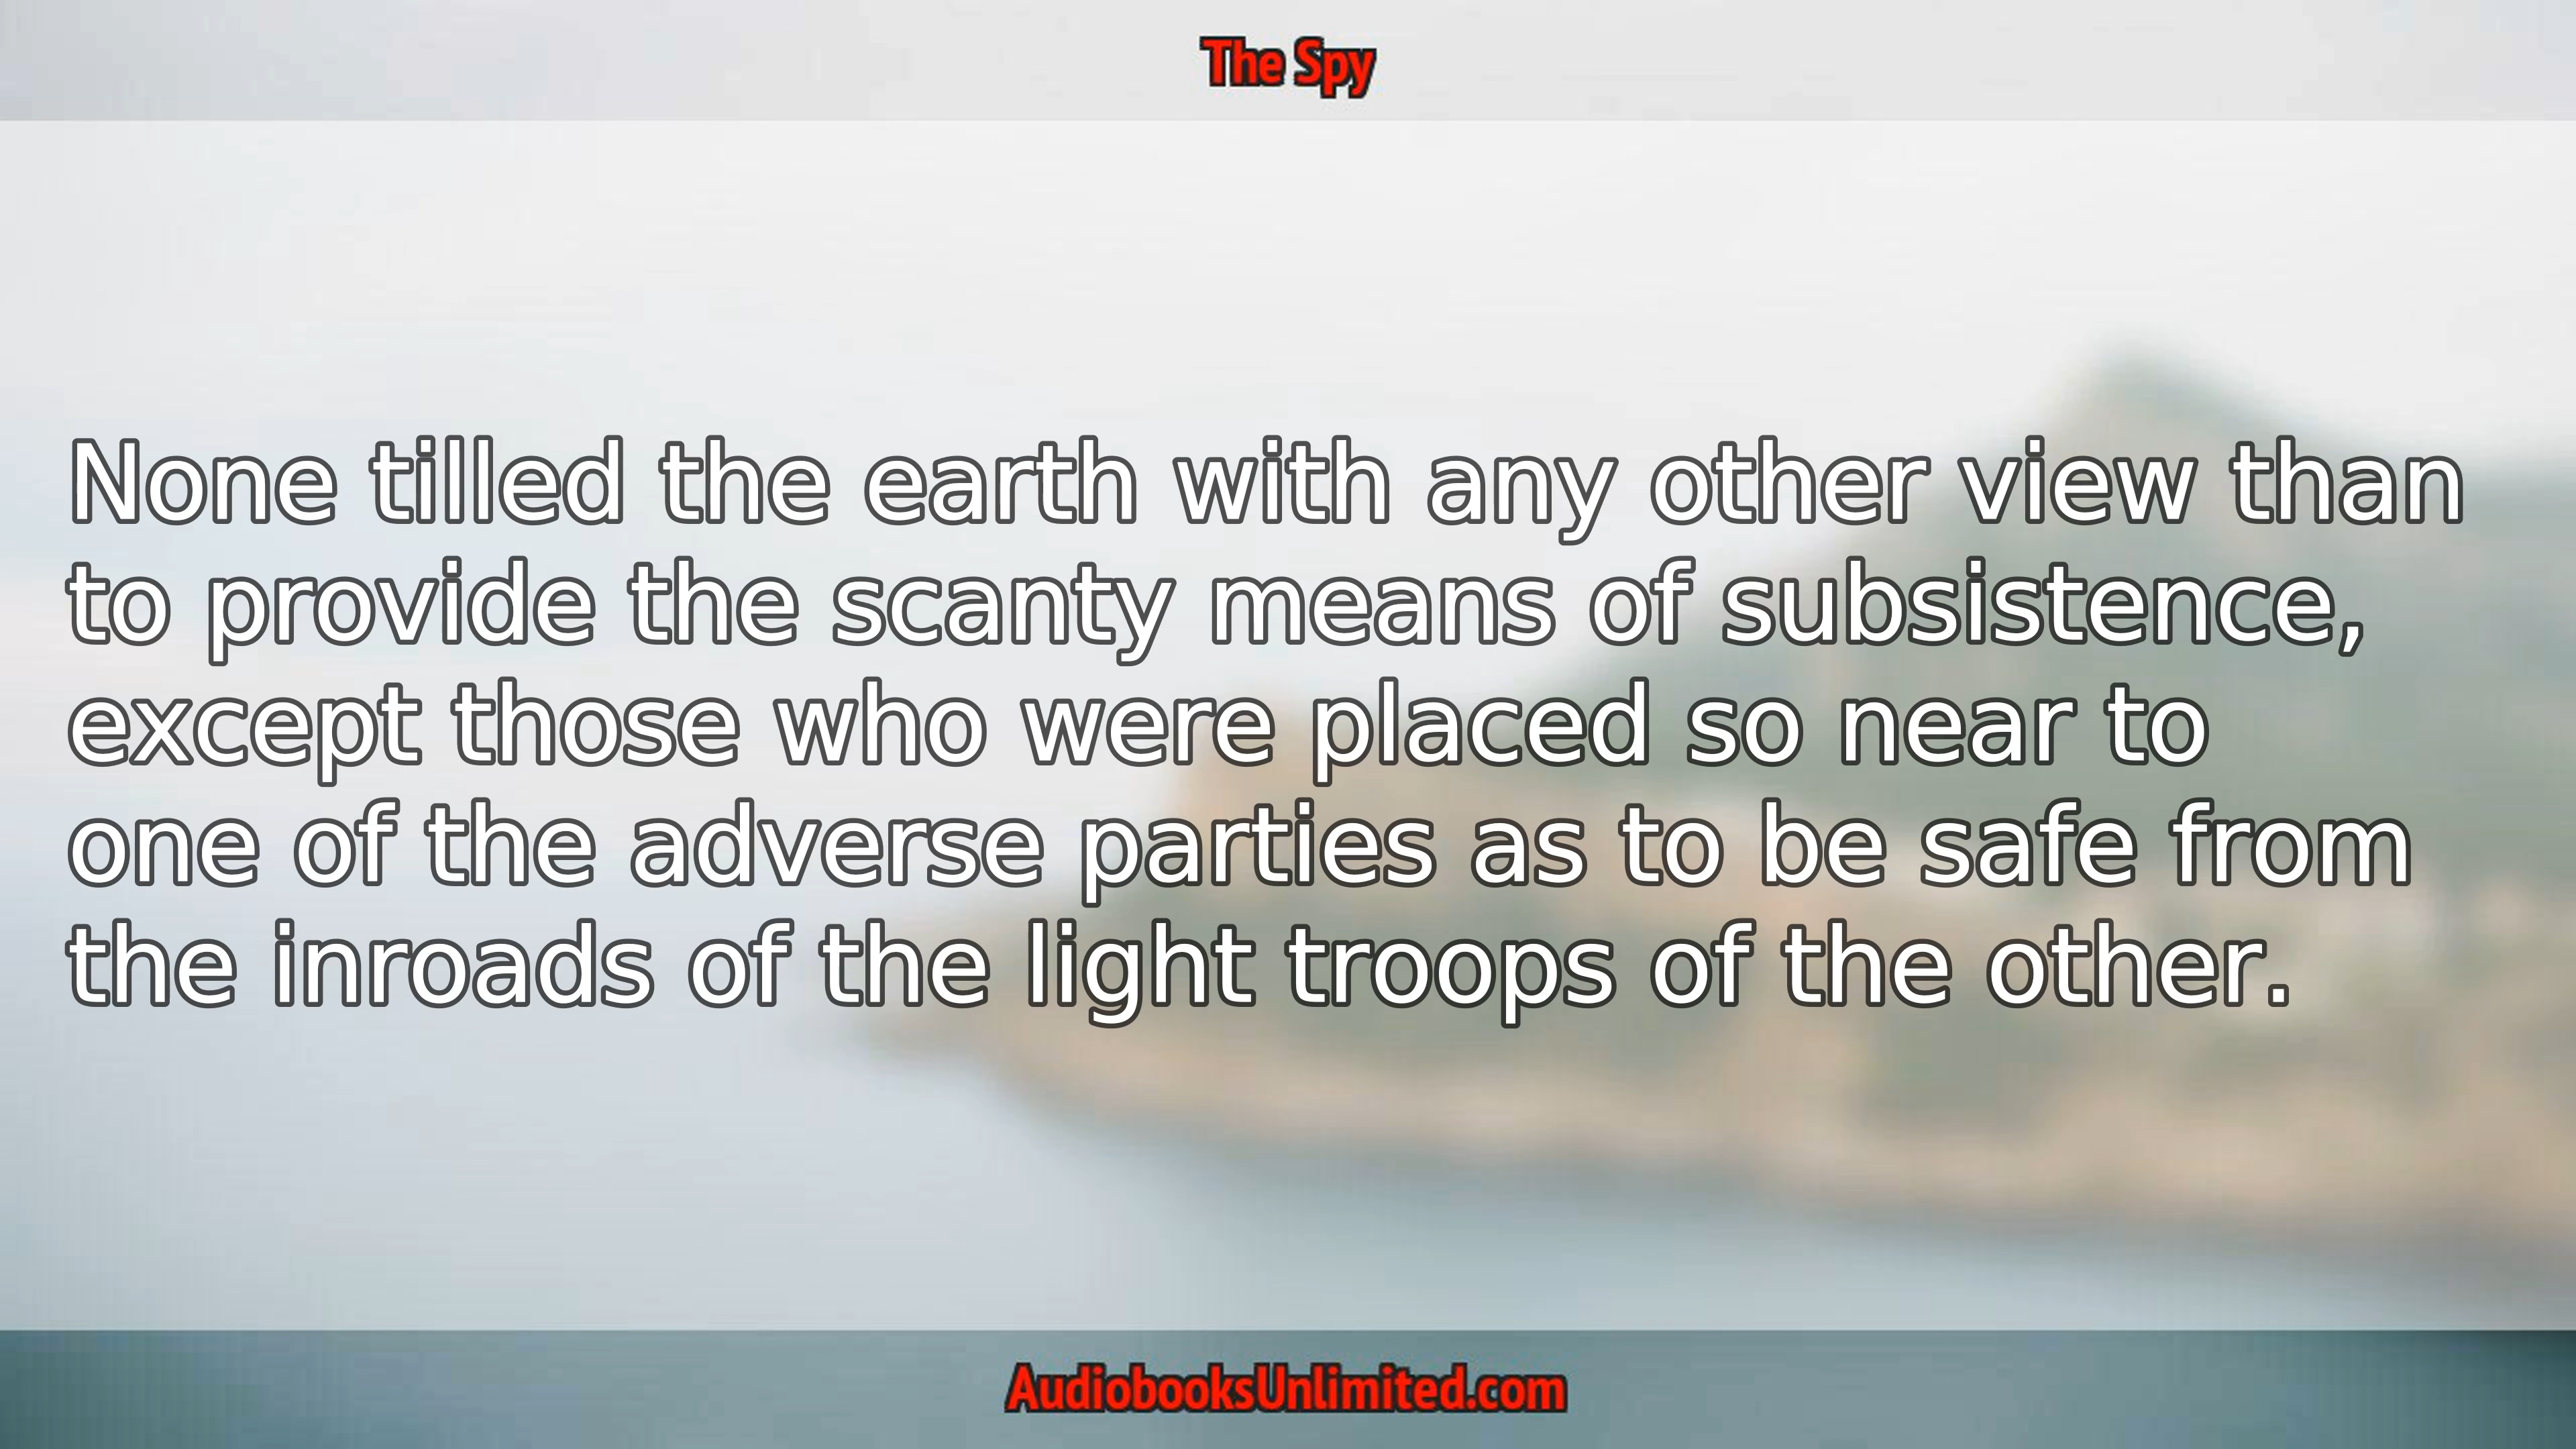 The Spy
None tilled the earth with any other view than
to provide the scanty means of subsistence,
except those who were placed so near to
one of the adverse parties as to be safe from
the inroads of the light troops of the other.
AudiobooksUnlimited.com